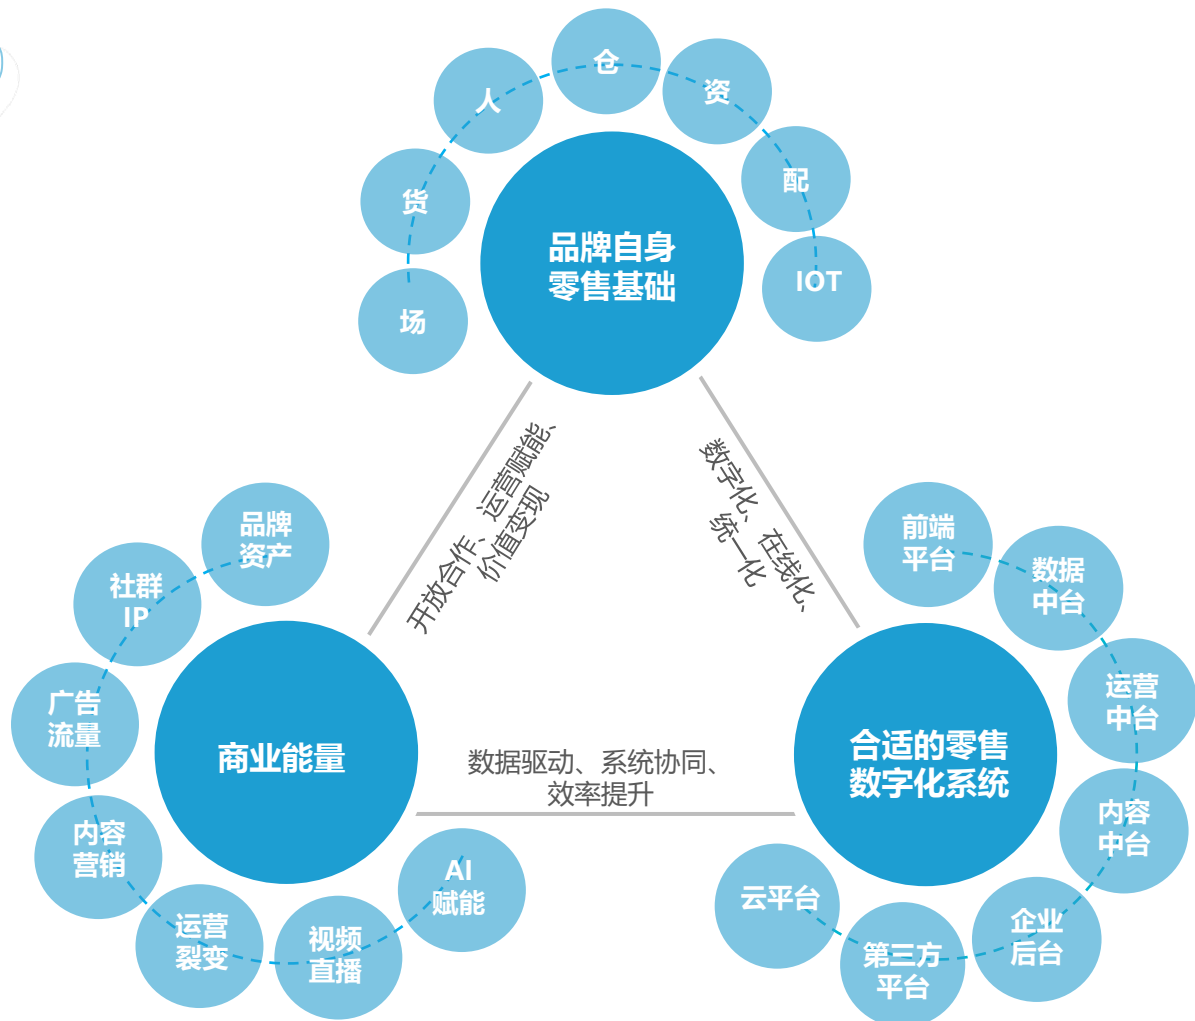 仓
资
人
配
货
品牌自身
零售基础
IOT
场
开放合作、运营赋能、
价值变现
数字化、在线化、
统一化
品牌
资产
社群
IP
广告
流量
商业能量
内容
营销
运营
裂变
视频
直播
AI
赋能
数据驱动、系统协同、
效率提升
前端
平台
数据
中台
运营
中台
合适的零售
数字化系统
内容
中台
企业
后台
第三方
平台
云平台